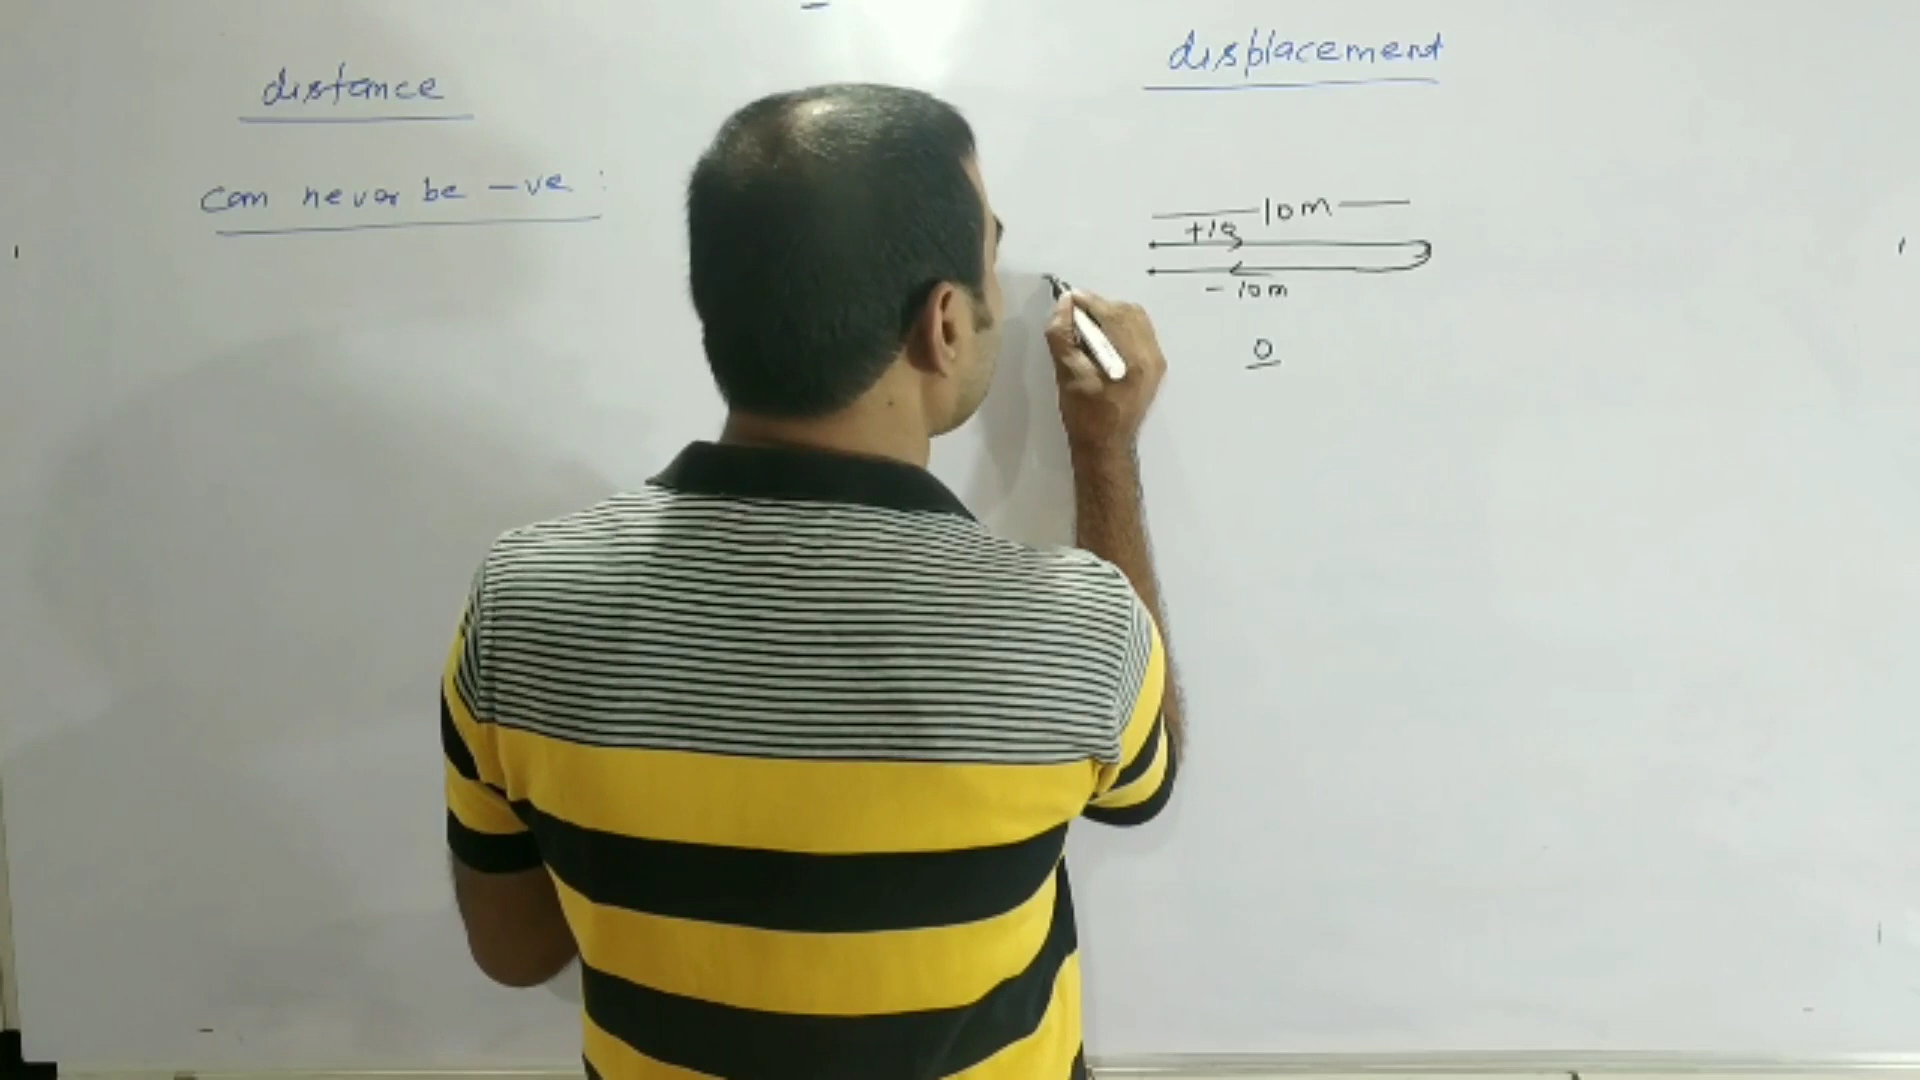 distance
can never be -ve :
displacement
10m
+10
- 10m
0